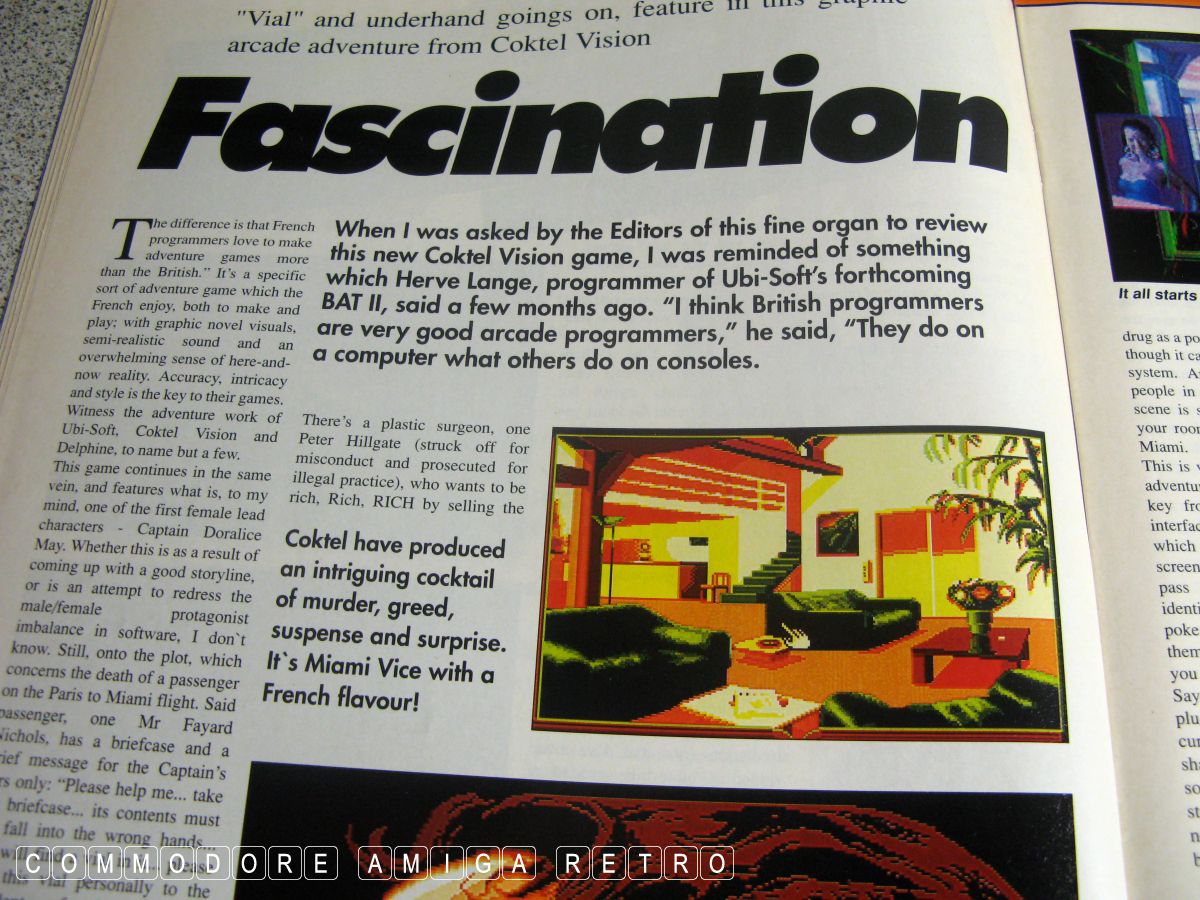 "Vial" and underhand goings on, feature in this graphic
arcade adventure from Coktel Vision
Fascination
When I was asked by the Editors of this fine organ to review
this new Coktel Vision game, I was reminded of something
which Herve Lange, programmer of Ubi-Soft's forthcoming
BAT II, said a few months ago. "I think British programmers
are very good arcade programmers," he said, "They do on
a computer what others do on consoles.
The difference is that French
programmers love to make
adventure games more
than the British." It's a specific
sort of adventure game which the
French enjoy, both to make and
play; with graphic novel visuals,
semi-realistic sound and an
overwhelming sense of here-and-
now reality. Accuracy, intricacy
and style is the key to their games.
Witness the adventure work of
Ubi-Soft, Coktel Vision and
Delphine, to name but a few.
This game continues in the same
vein, and features what is, to my
mind, one of the first female lead
characters - Captain Doralice
May. Whether this is as a result of
coming up with a good storyline,
or is an attempt to redress the
male/female protagonist
imbalance in software, I don`t
know. Still, onto the plot, which
concerns the death of a passenger
on the Paris to Miami flight. Said
passenger, one Mr Fayard
Nichols, has a briefcase and a
brief message for the Captain's
only: "Please help me... take
briefcase... its contents must
fall into the wrong hands...
this vial personally to the
There's a plastic surgeon, one
Peter Hillgate (struck off for
misconduct and prosecuted for
illegal practice), who wants to be
rich, Rich, RICH by selling the
Coktel have produced
an intriguing cocktail
of murder, greed,
suspense and surprise.
It`s Miami Vice with a
French flavour!
It all starts
drug as a
though it
system.
people in
scene is
your
Miami.
This is
key
which
pass
them
you
Say
COMMODORE AMIGA RETRO